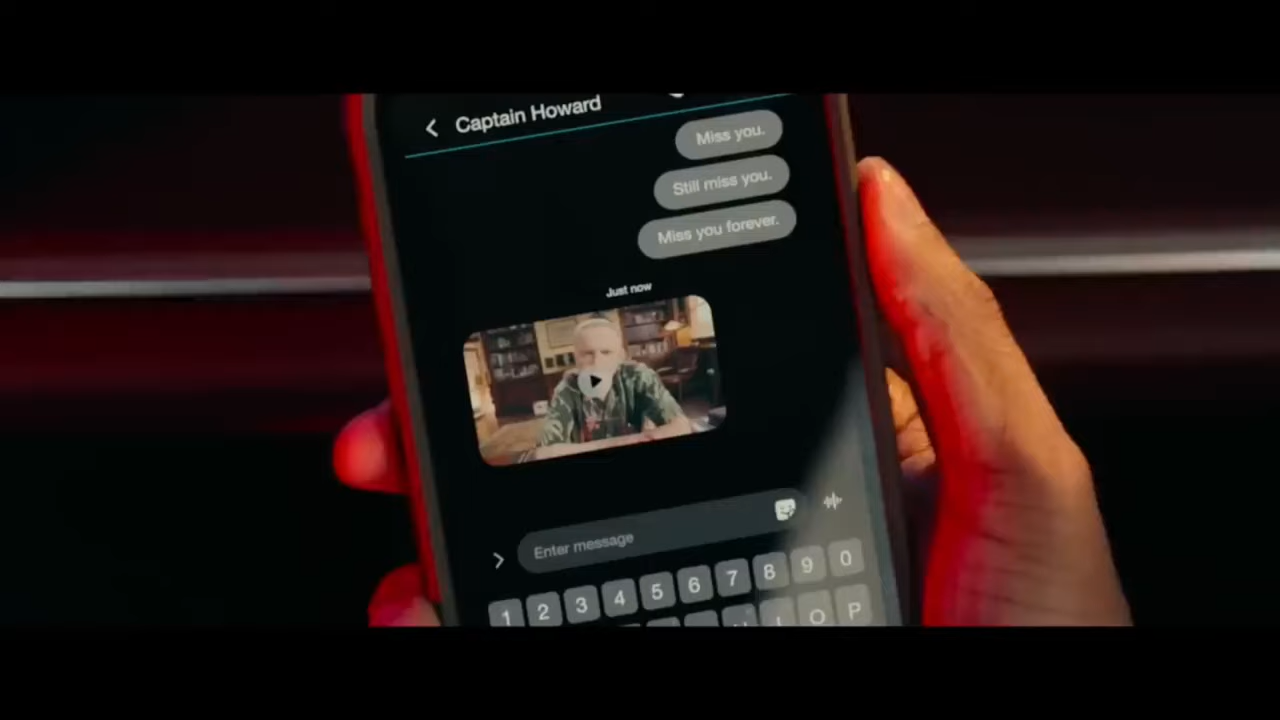 Captain Howard
Miss you.
Still miss you.
Miss you forever.
Just now
Enter message
1 2 3 4 5 6 7 8 9 0
I O P